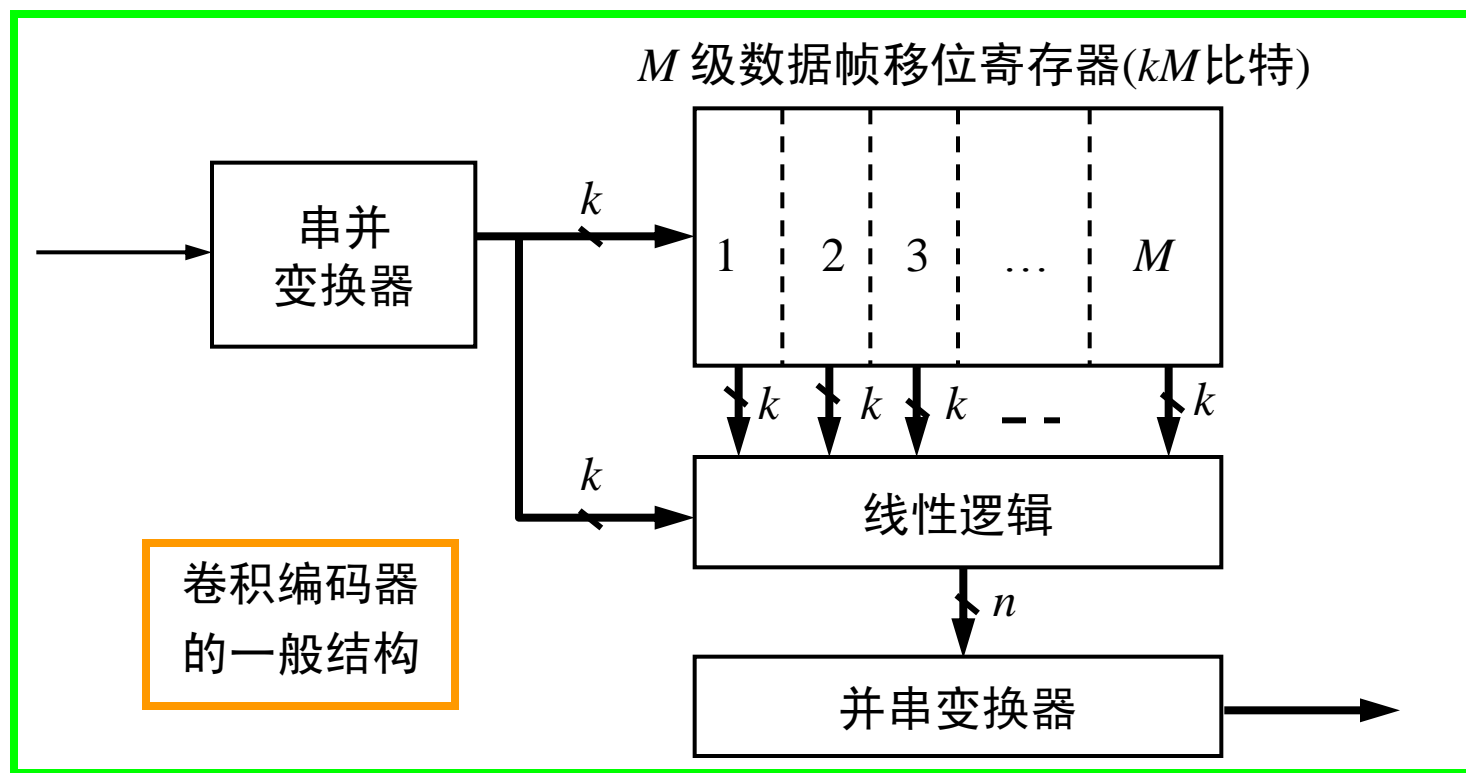 M 级数据帧移位寄存器(kM比特)
串并
变换器
k
1 2 3 … M
k k k k
k
线性逻辑
卷积编码器
的一般结构
n
并串变换器